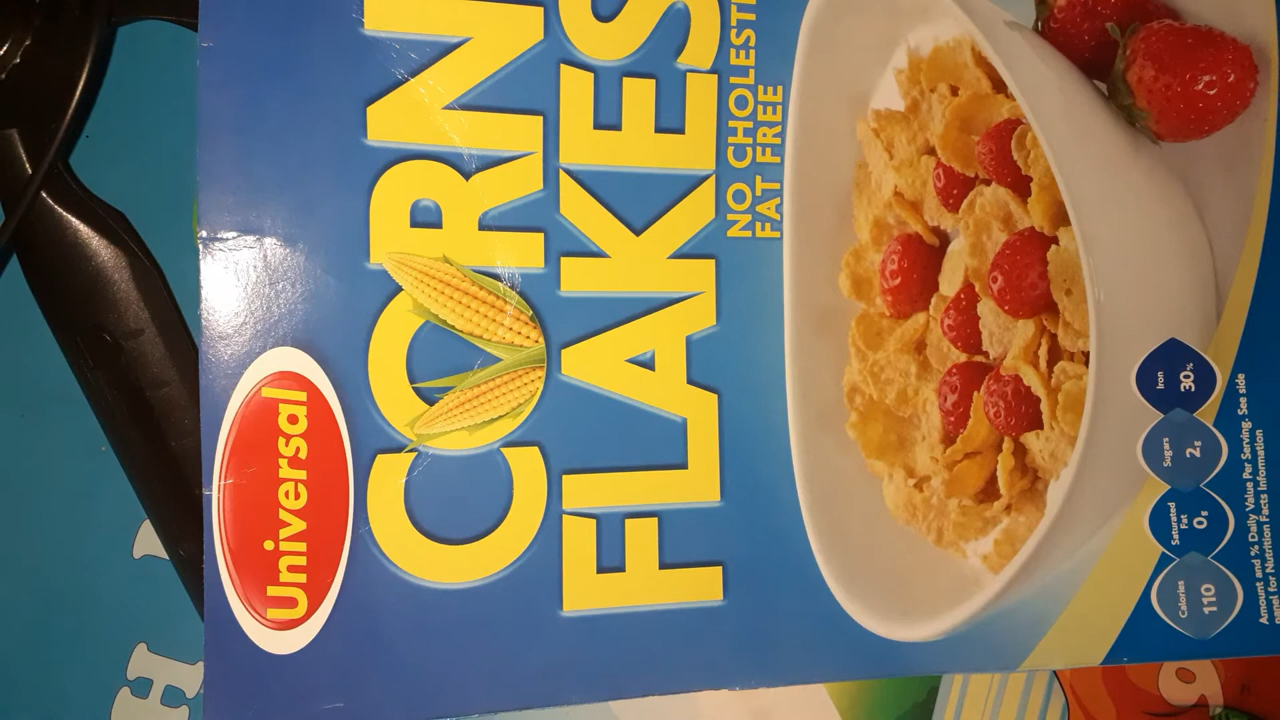 Universal
CORN
FLAKES
NO CHOLEST
FAT FREE
Calories
110
Saturated
Fat
0g
Sugars
2g
Iron
30%
Amount and % Daily Value Per Serving. See side
panel for Nutrition Facts Information
H